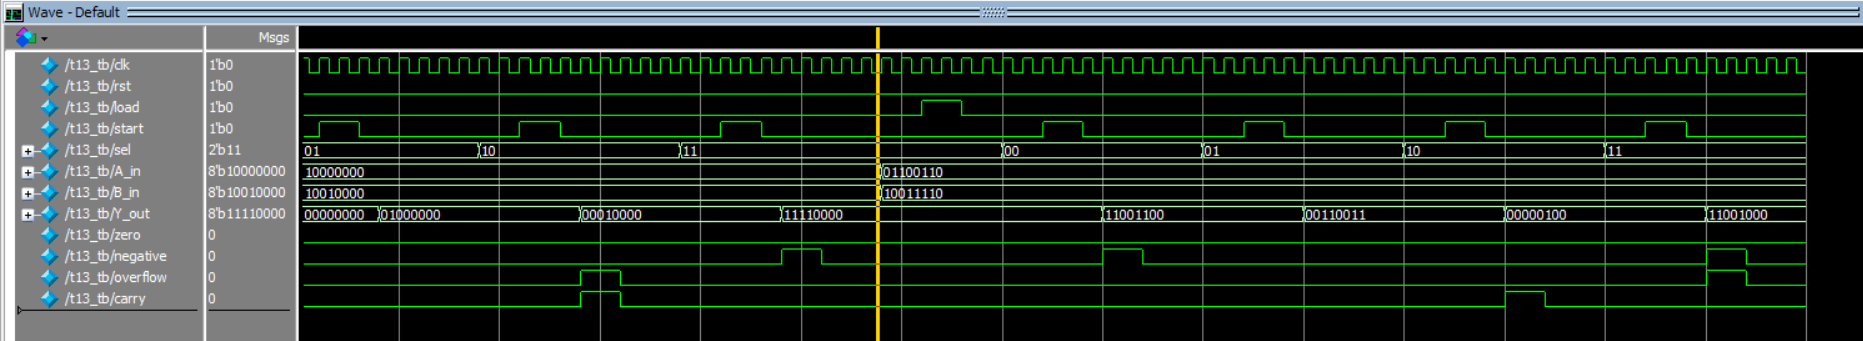 Wave - Default
Msgs
/t13_tb/clk 1'b0
/t13_tb/rst 1'b0
/t13_tb/load 1'b0
/t13_tb/start 1'b0
/t13_tb/sel 2'b11 01 10 11 00 01 10 11
/t13_tb/A_in 8'b10000000 10000000 01100110
/t13_tb/B_in 8'b10010000 10010000 10011110
/t13_tb/Y_out 8'b11110000 00000000 01000000 00010000 11110000 11001100 00110011 00000100 11001000
/t13_tb/zero 0
/t13_tb/negative 0
/t13_tb/overflow 0
/t13_tb/carry 0